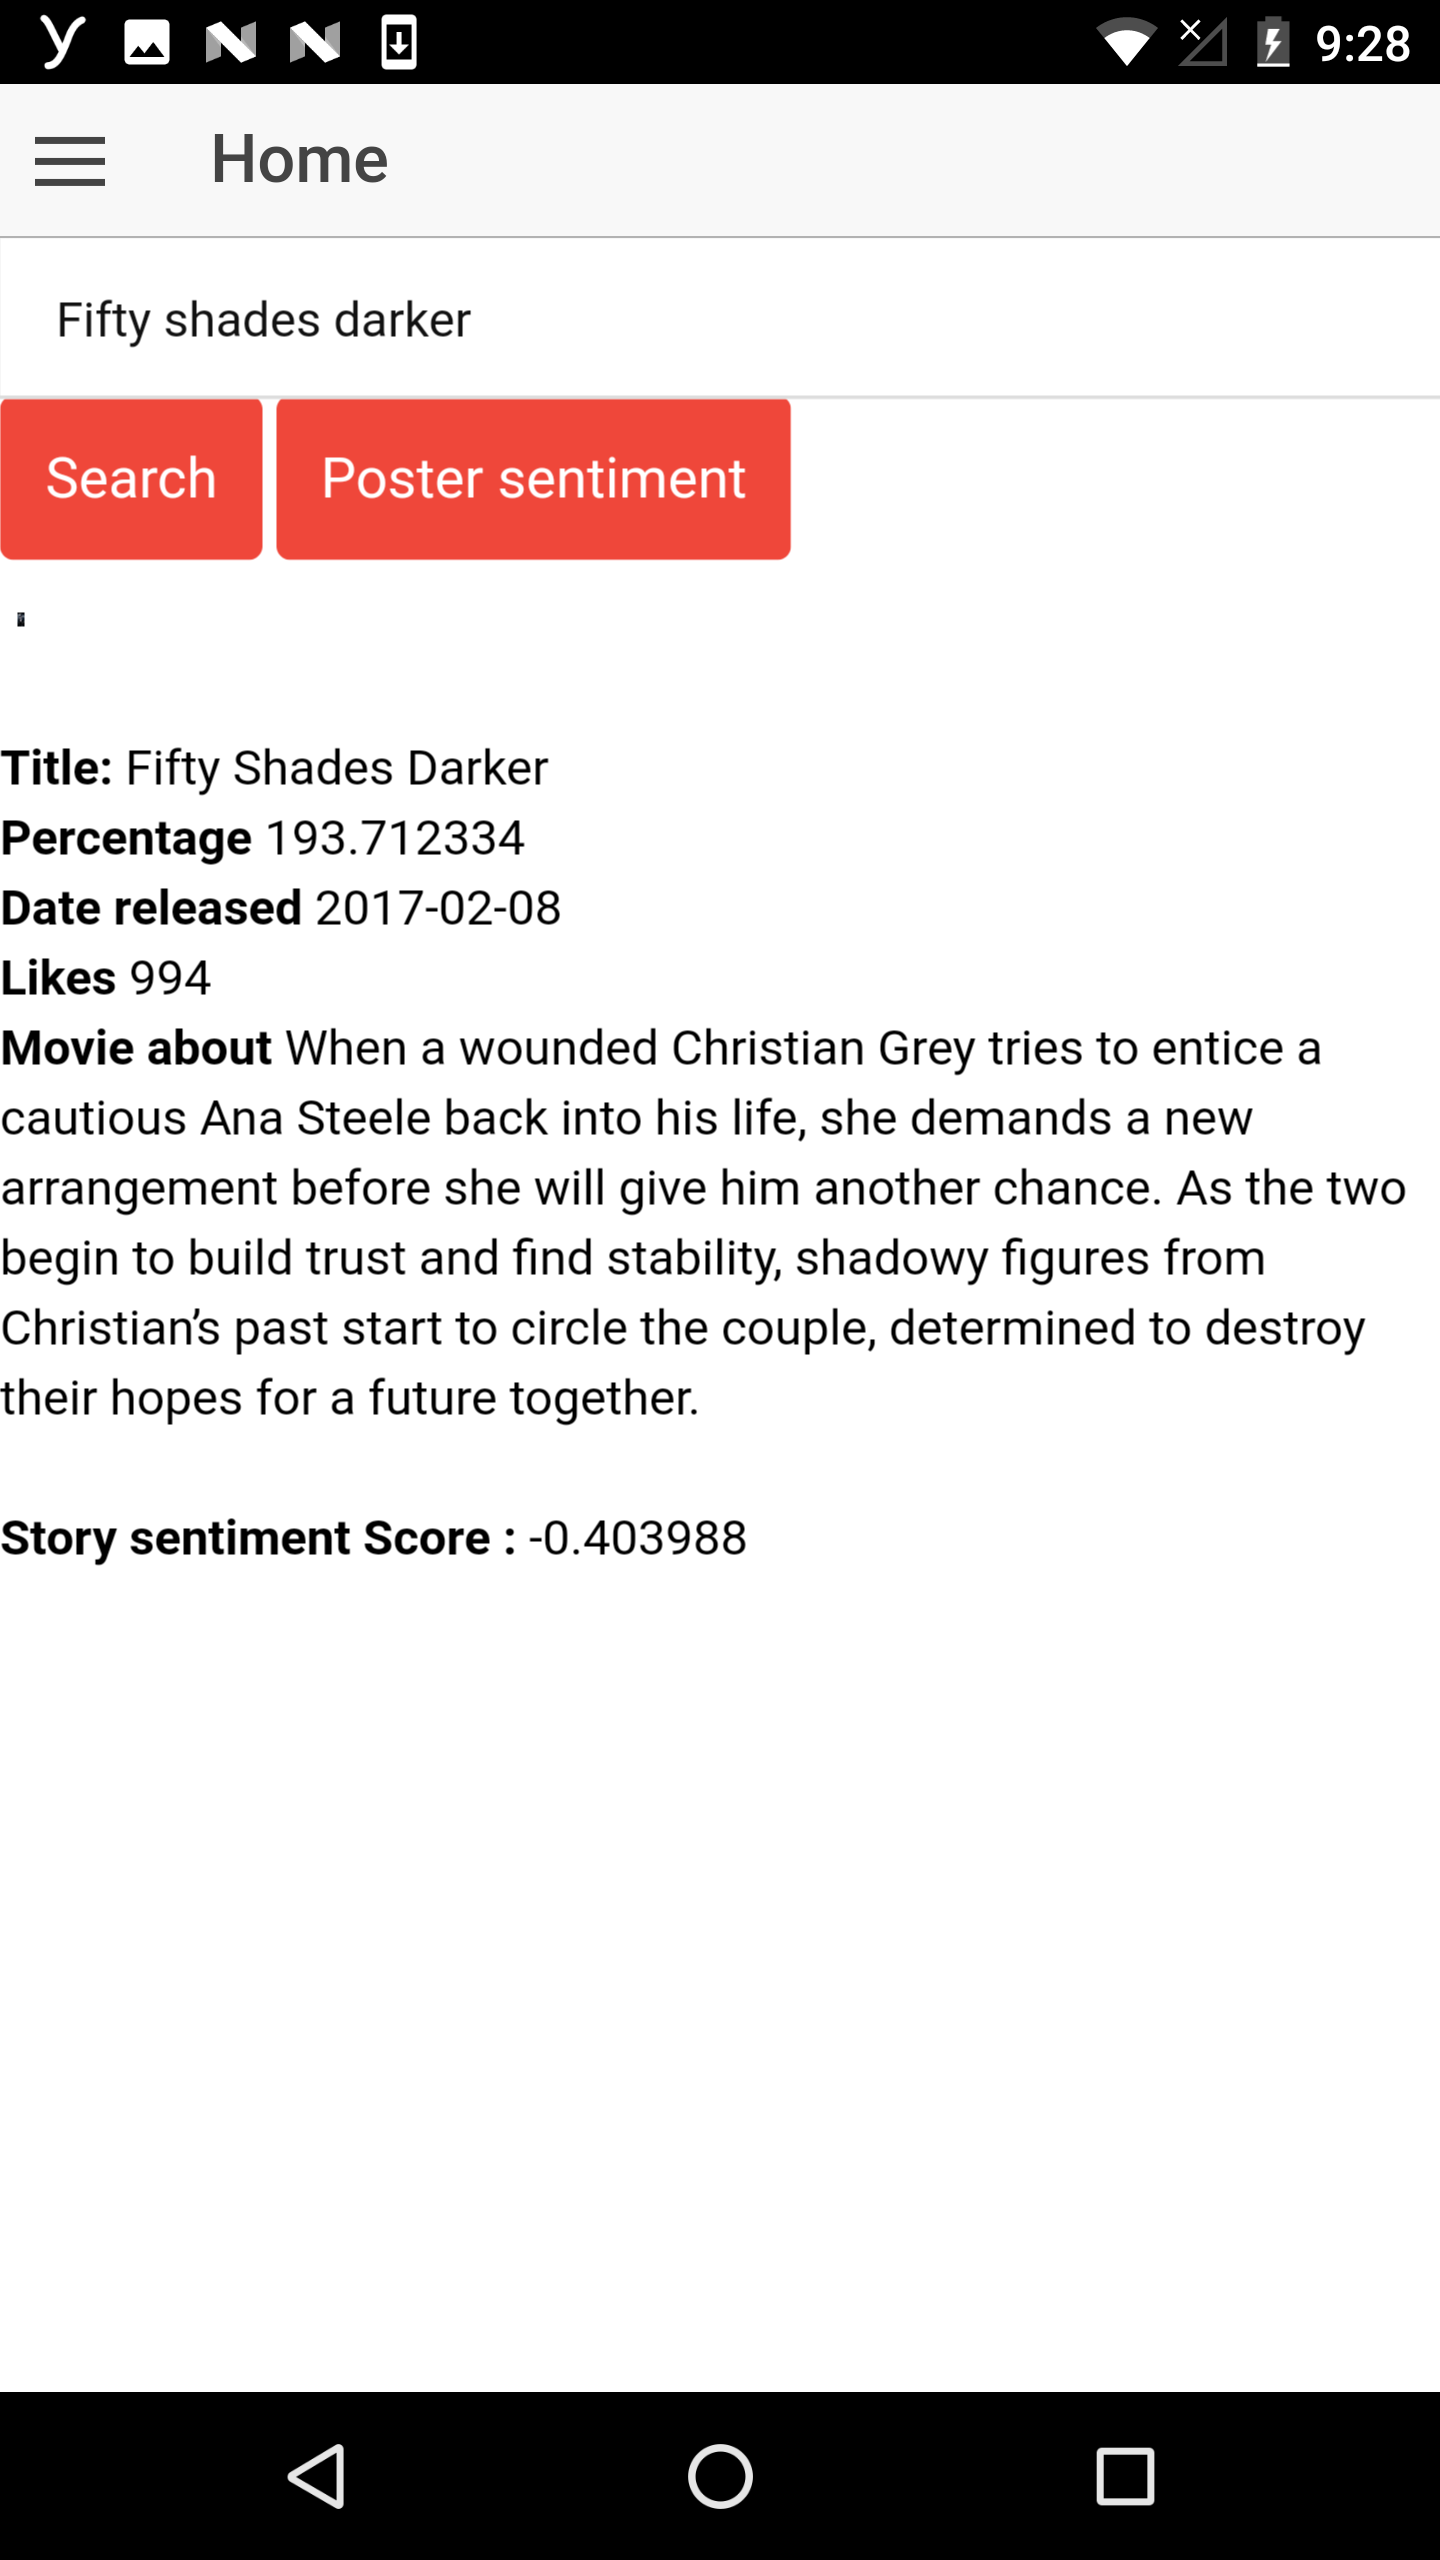 9:28
Home
Fifty shades darker
Search Poster sentiment
Title: Fifty Shades Darker
Percentage 193.712334
Date released 2017-02-08
Likes 994
Movie about When a wounded Christian Grey tries to entice a
cautious Ana Steele back into his life, she demands a new
arrangement before she will give him another chance. As the two
begin to build trust and find stability, shadowy figures from
Christian’s past start to circle the couple, determined to destroy
their hopes for a future together.
Story sentiment Score : -0.403988